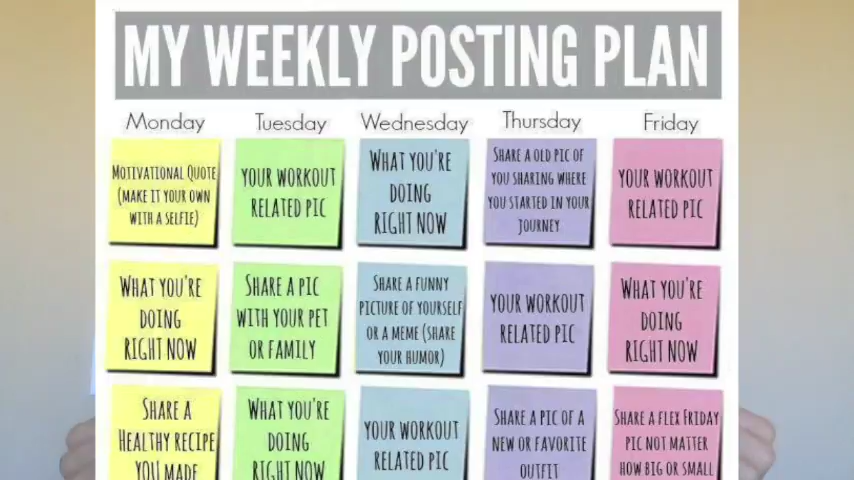 MY WEEKLY POSTING PLAN
Monday Tuesday Wednesday Thursday Friday
MOTIVATIONAL QUOTE
(MAKE IT YOUR OWN
WITH A SELFIE)
YOUR WORKOUT
RELATED PIC
WHAT YOU'RE
DOING
RIGHT NOW
SHARE A OLD PIC OF
YOU SHARING WHERE
YOU STARTED IN YOUR
JOURNEY
YOUR WORKOUT
RELATED PIC
WHAT YOU'RE
DOING
RIGHT NOW
SHARE A PIC
WITH YOUR PET
OR FAMILY
SHARE A FUNNY
PICTURE OF YOURSELF
OR A MEME (SHARE
YOUR HUMOR)
YOUR WORKOUT
RELATED PIC
WHAT YOU'RE
DOING
RIGHT NOW
SHARE A
HEALTHY RECIPE
YOU MADE
WHAT YOU'RE
DOING
RIGHT NOW
YOUR WORKOUT
RELATED PIC
SHARE A PIC OF A
NEW OR FAVORITE
OUTFIT
SHARE A FLEX FRIDAY
PIC NOT MATTER
HOW BIG OR SMALL